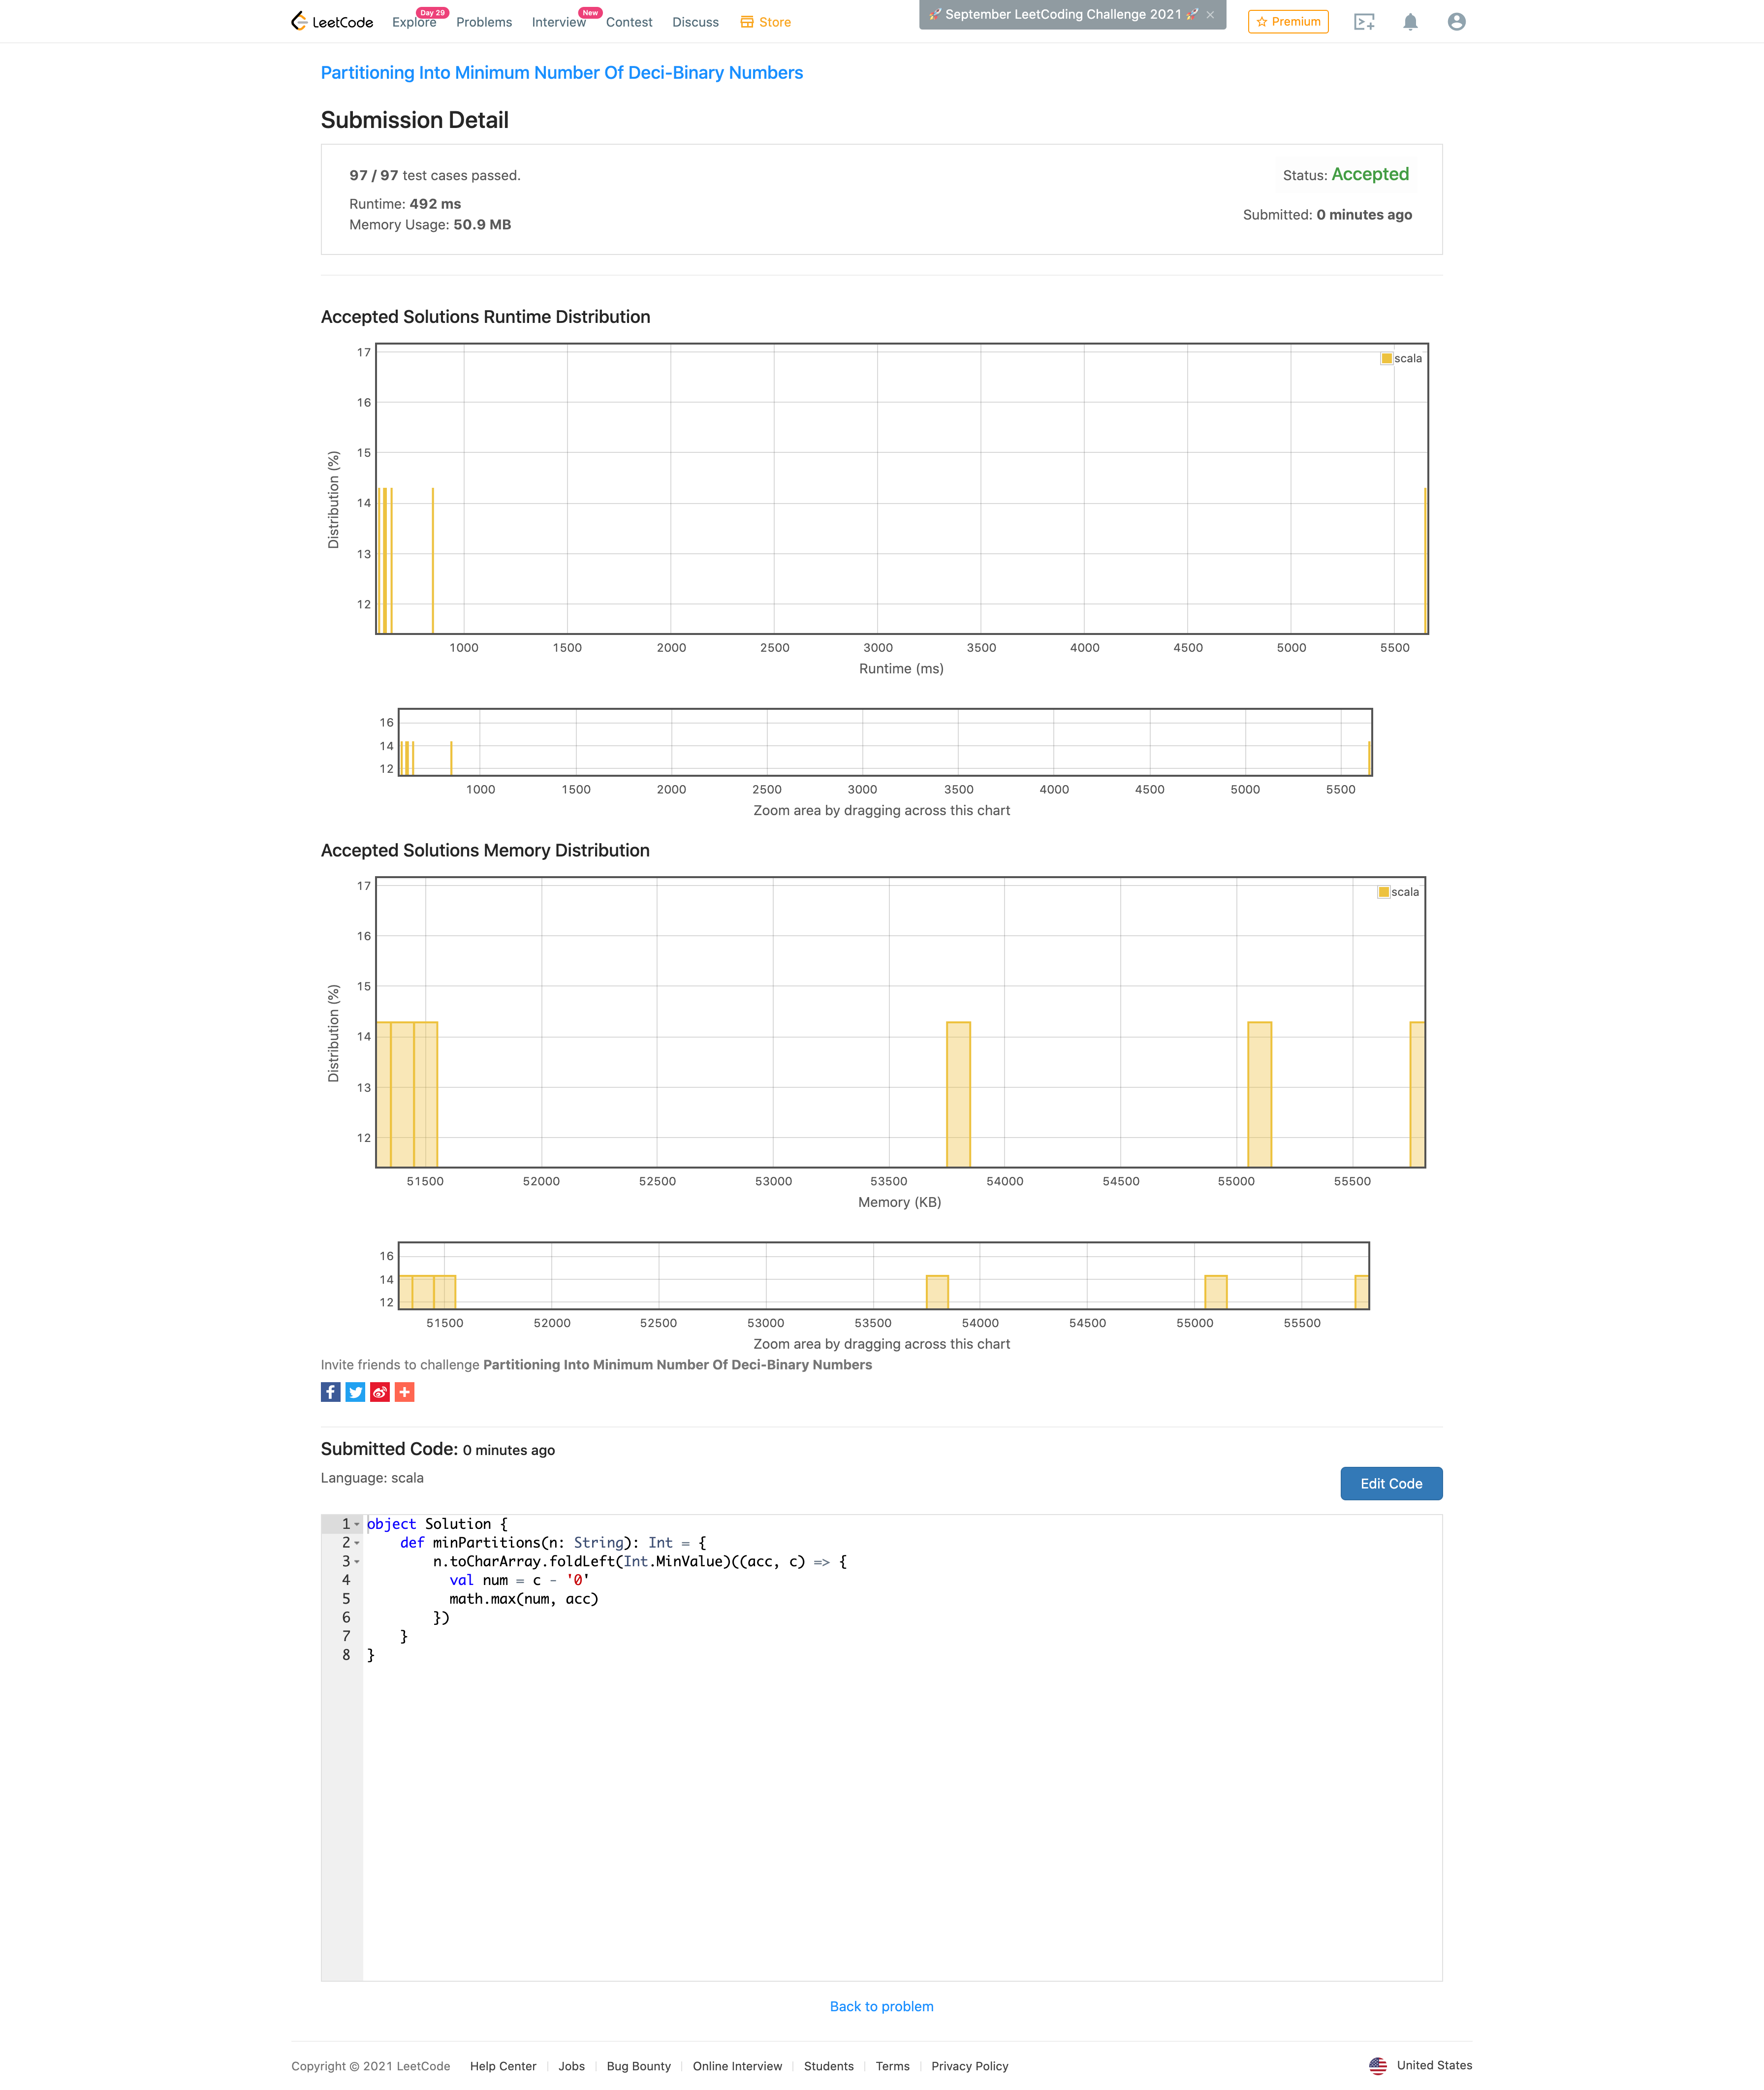 LeetCode Explore Day 29 Problems Interview New Contest Discuss Store 🚀 September LeetCoding Challenge 2021 🚀 × Premium
Partitioning Into Minimum Number Of Deci-Binary Numbers
Submission Detail
97 / 97 test cases passed.
Status: Accepted
Runtime: 492 ms
Submitted: 0 minutes ago
Memory Usage: 50.9 MB
Accepted Solutions Runtime Distribution
17
scala
16
15
Distribution (%)
14
13
12
1000 1500 2000 2500 3000 3500 4000 4500 5000 5500
Runtime (ms)
16
14
12
1000 1500 2000 2500 3000 3500 4000 4500 5000 5500
Zoom area by dragging across this chart
Accepted Solutions Memory Distribution
17
scala
16
15
Distribution (%)
14
13
12
51500 52000 52500 53000 53500 54000 54500 55000 55500
Memory (KB)
16
14
12
51500 52000 52500 53000 53500 54000 54500 55000 55500
Zoom area by dragging across this chart
Invite friends to challenge Partitioning Into Minimum Number Of Deci-Binary Numbers
Submitted Code: 0 minutes ago
Language: scala
Edit Code
1 object Solution {
2     def minPartitions(n: String): Int = {
3         n.toCharArray.foldLeft(Int.MinValue)((acc, c) => {
4           val num = c - '0'
5           math.max(num, acc)
6         })
7     }
8 }
Back to problem
Copyright © 2021 LeetCode Help Center | Jobs | Bug Bounty | Online Interview | Students | Terms | Privacy Policy United States